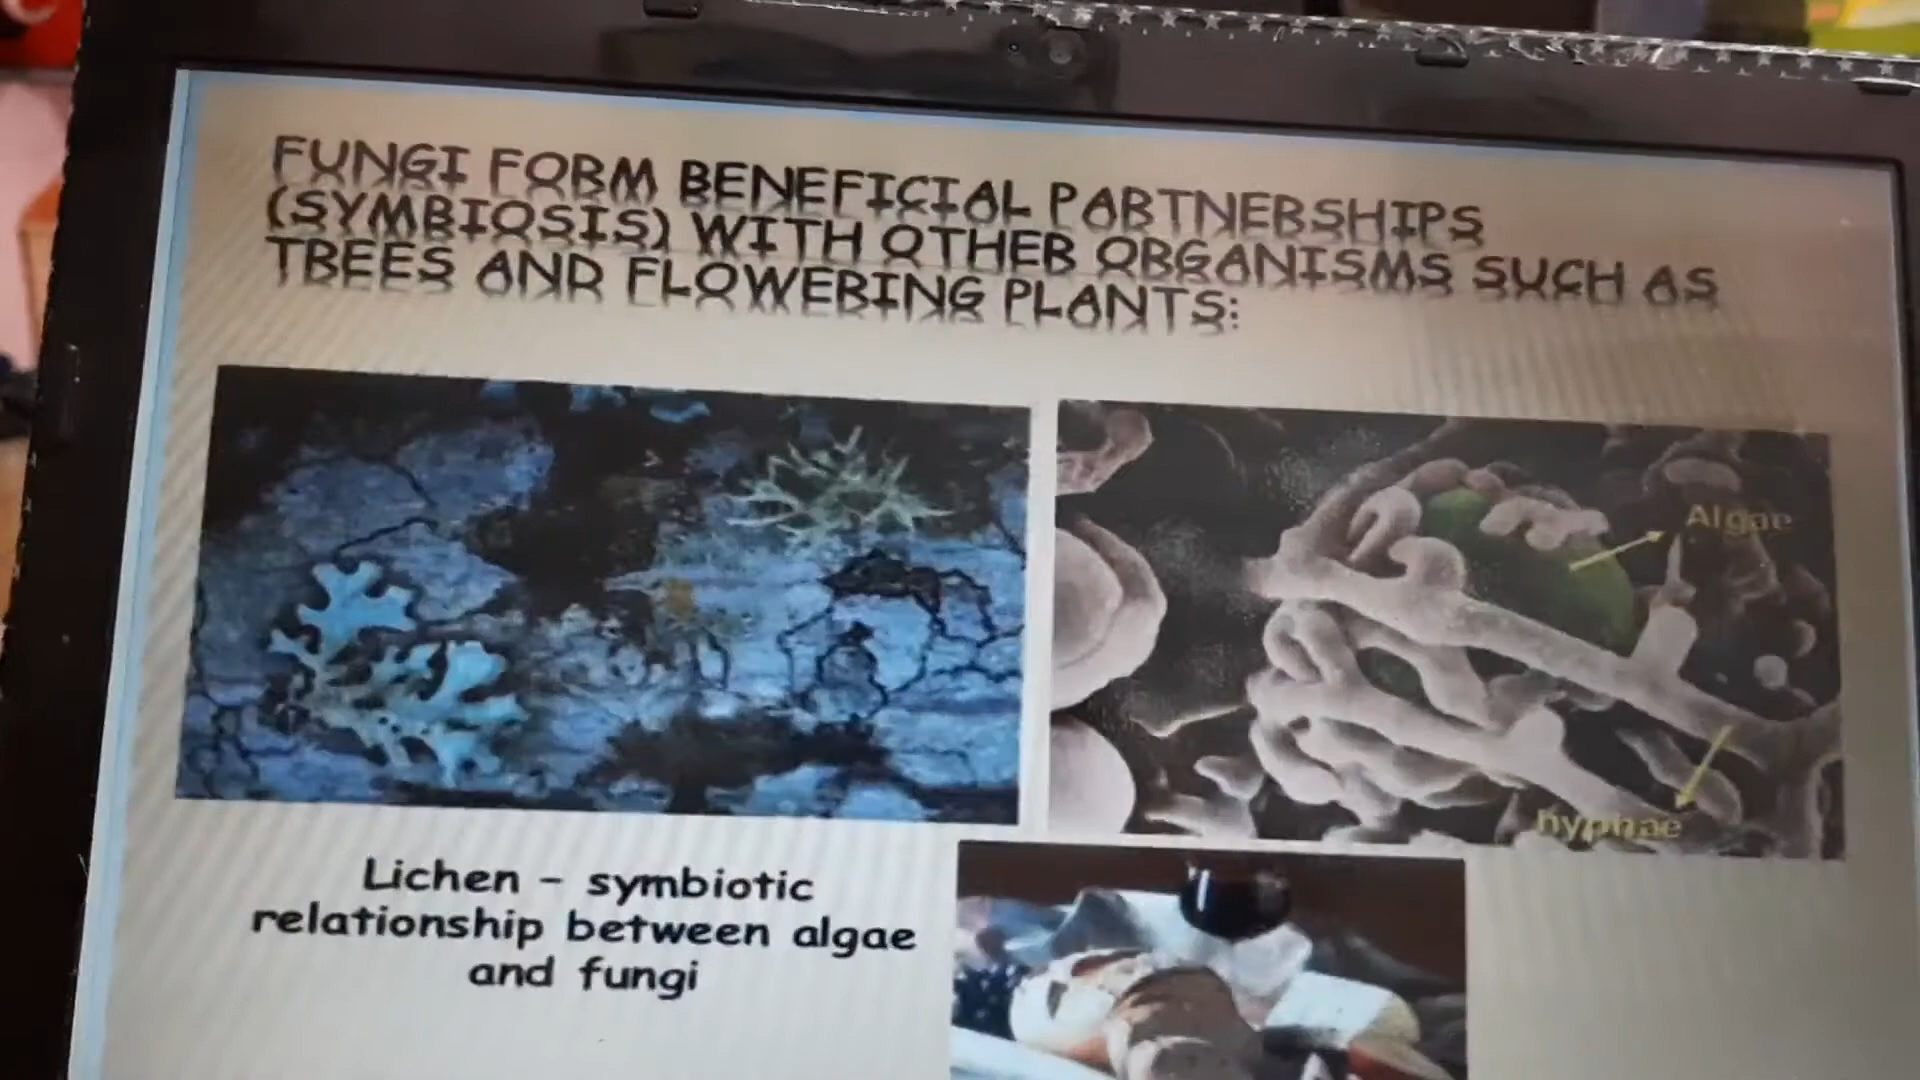 FUNGI FORM BENEFICIAL PARTNERSHIPS
(SYMBIOSIS) WITH OTHER ORGANISMS SUCH AS
TREES AND FLOWERING PLANTS:
Algae
hyphae
Lichen – symbiotic
relationship between algae
and fungi